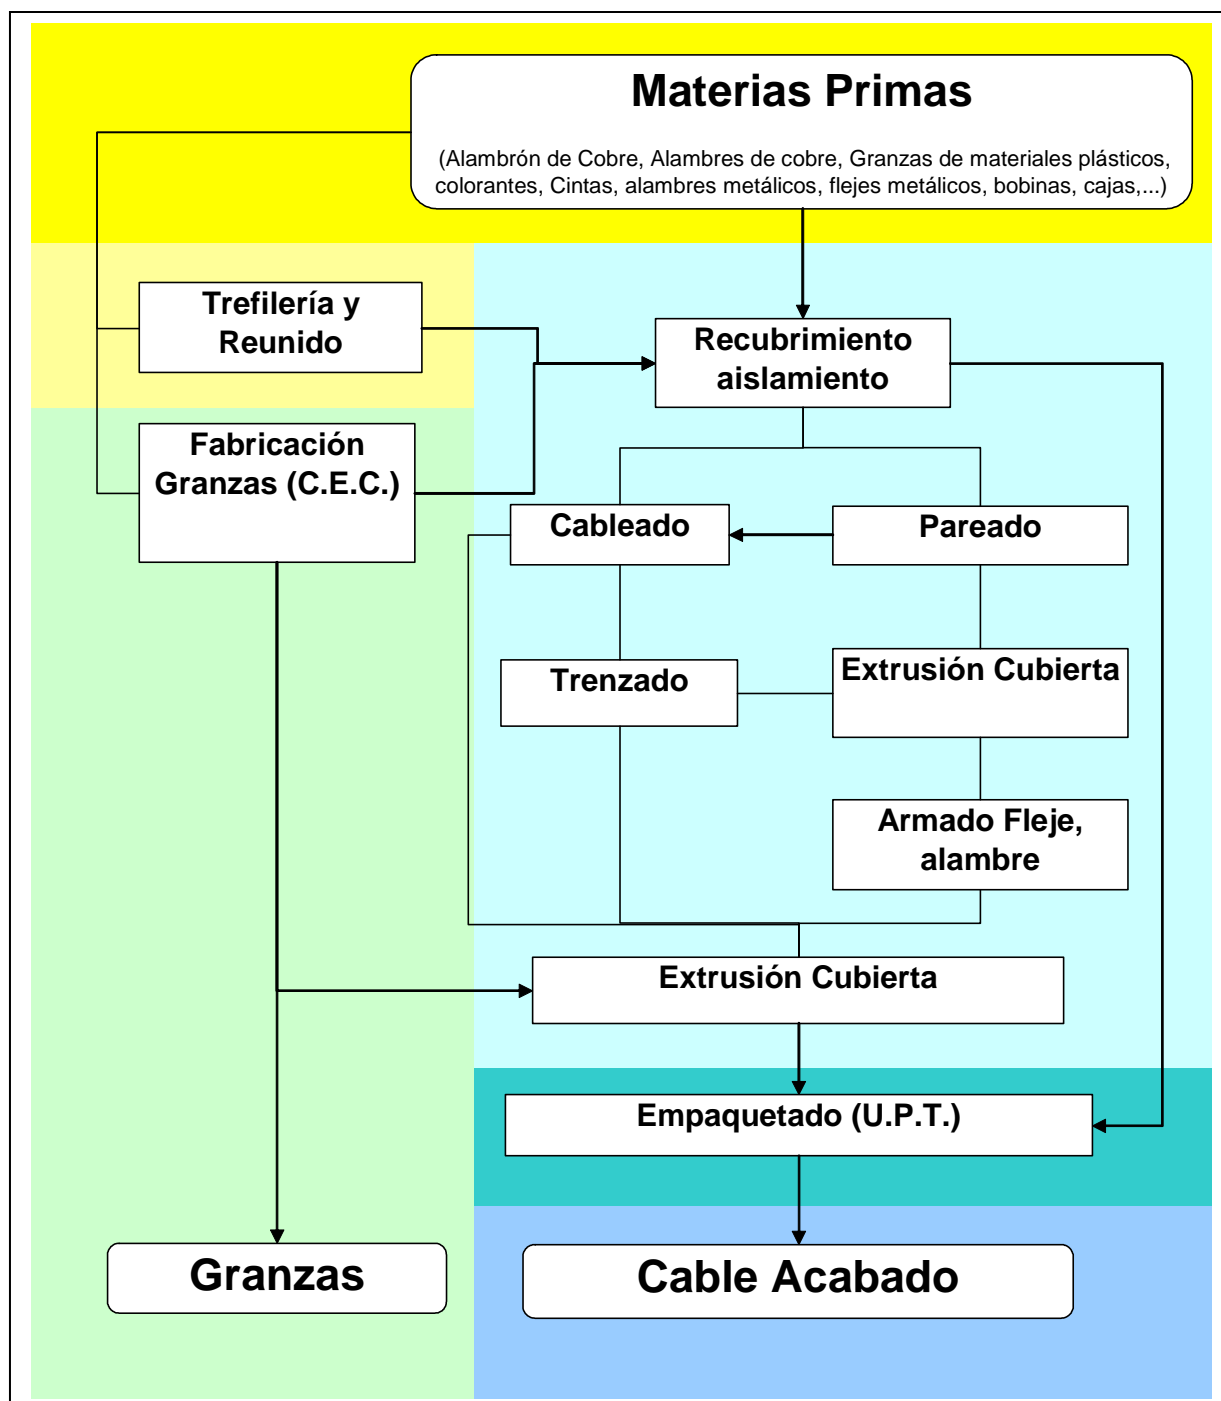 Materias Primas
(Alambrón de Cobre, Alambres de cobre, Granzas de materiales plásticos,
colorantes, Cintas, alambres metálicos, flejes metálicos, bobinas, cajas,...)
Trefilería y
Reunido
Recubrimiento
aislamiento
Fabricación
Granzas (C.E.C.)
Cableado
Pareado
Trenzado
Extrusión Cubierta
Armado Fleje,
alambre
Extrusión Cubierta
Empaquetado (U.P.T.)
Granzas
Cable Acabado